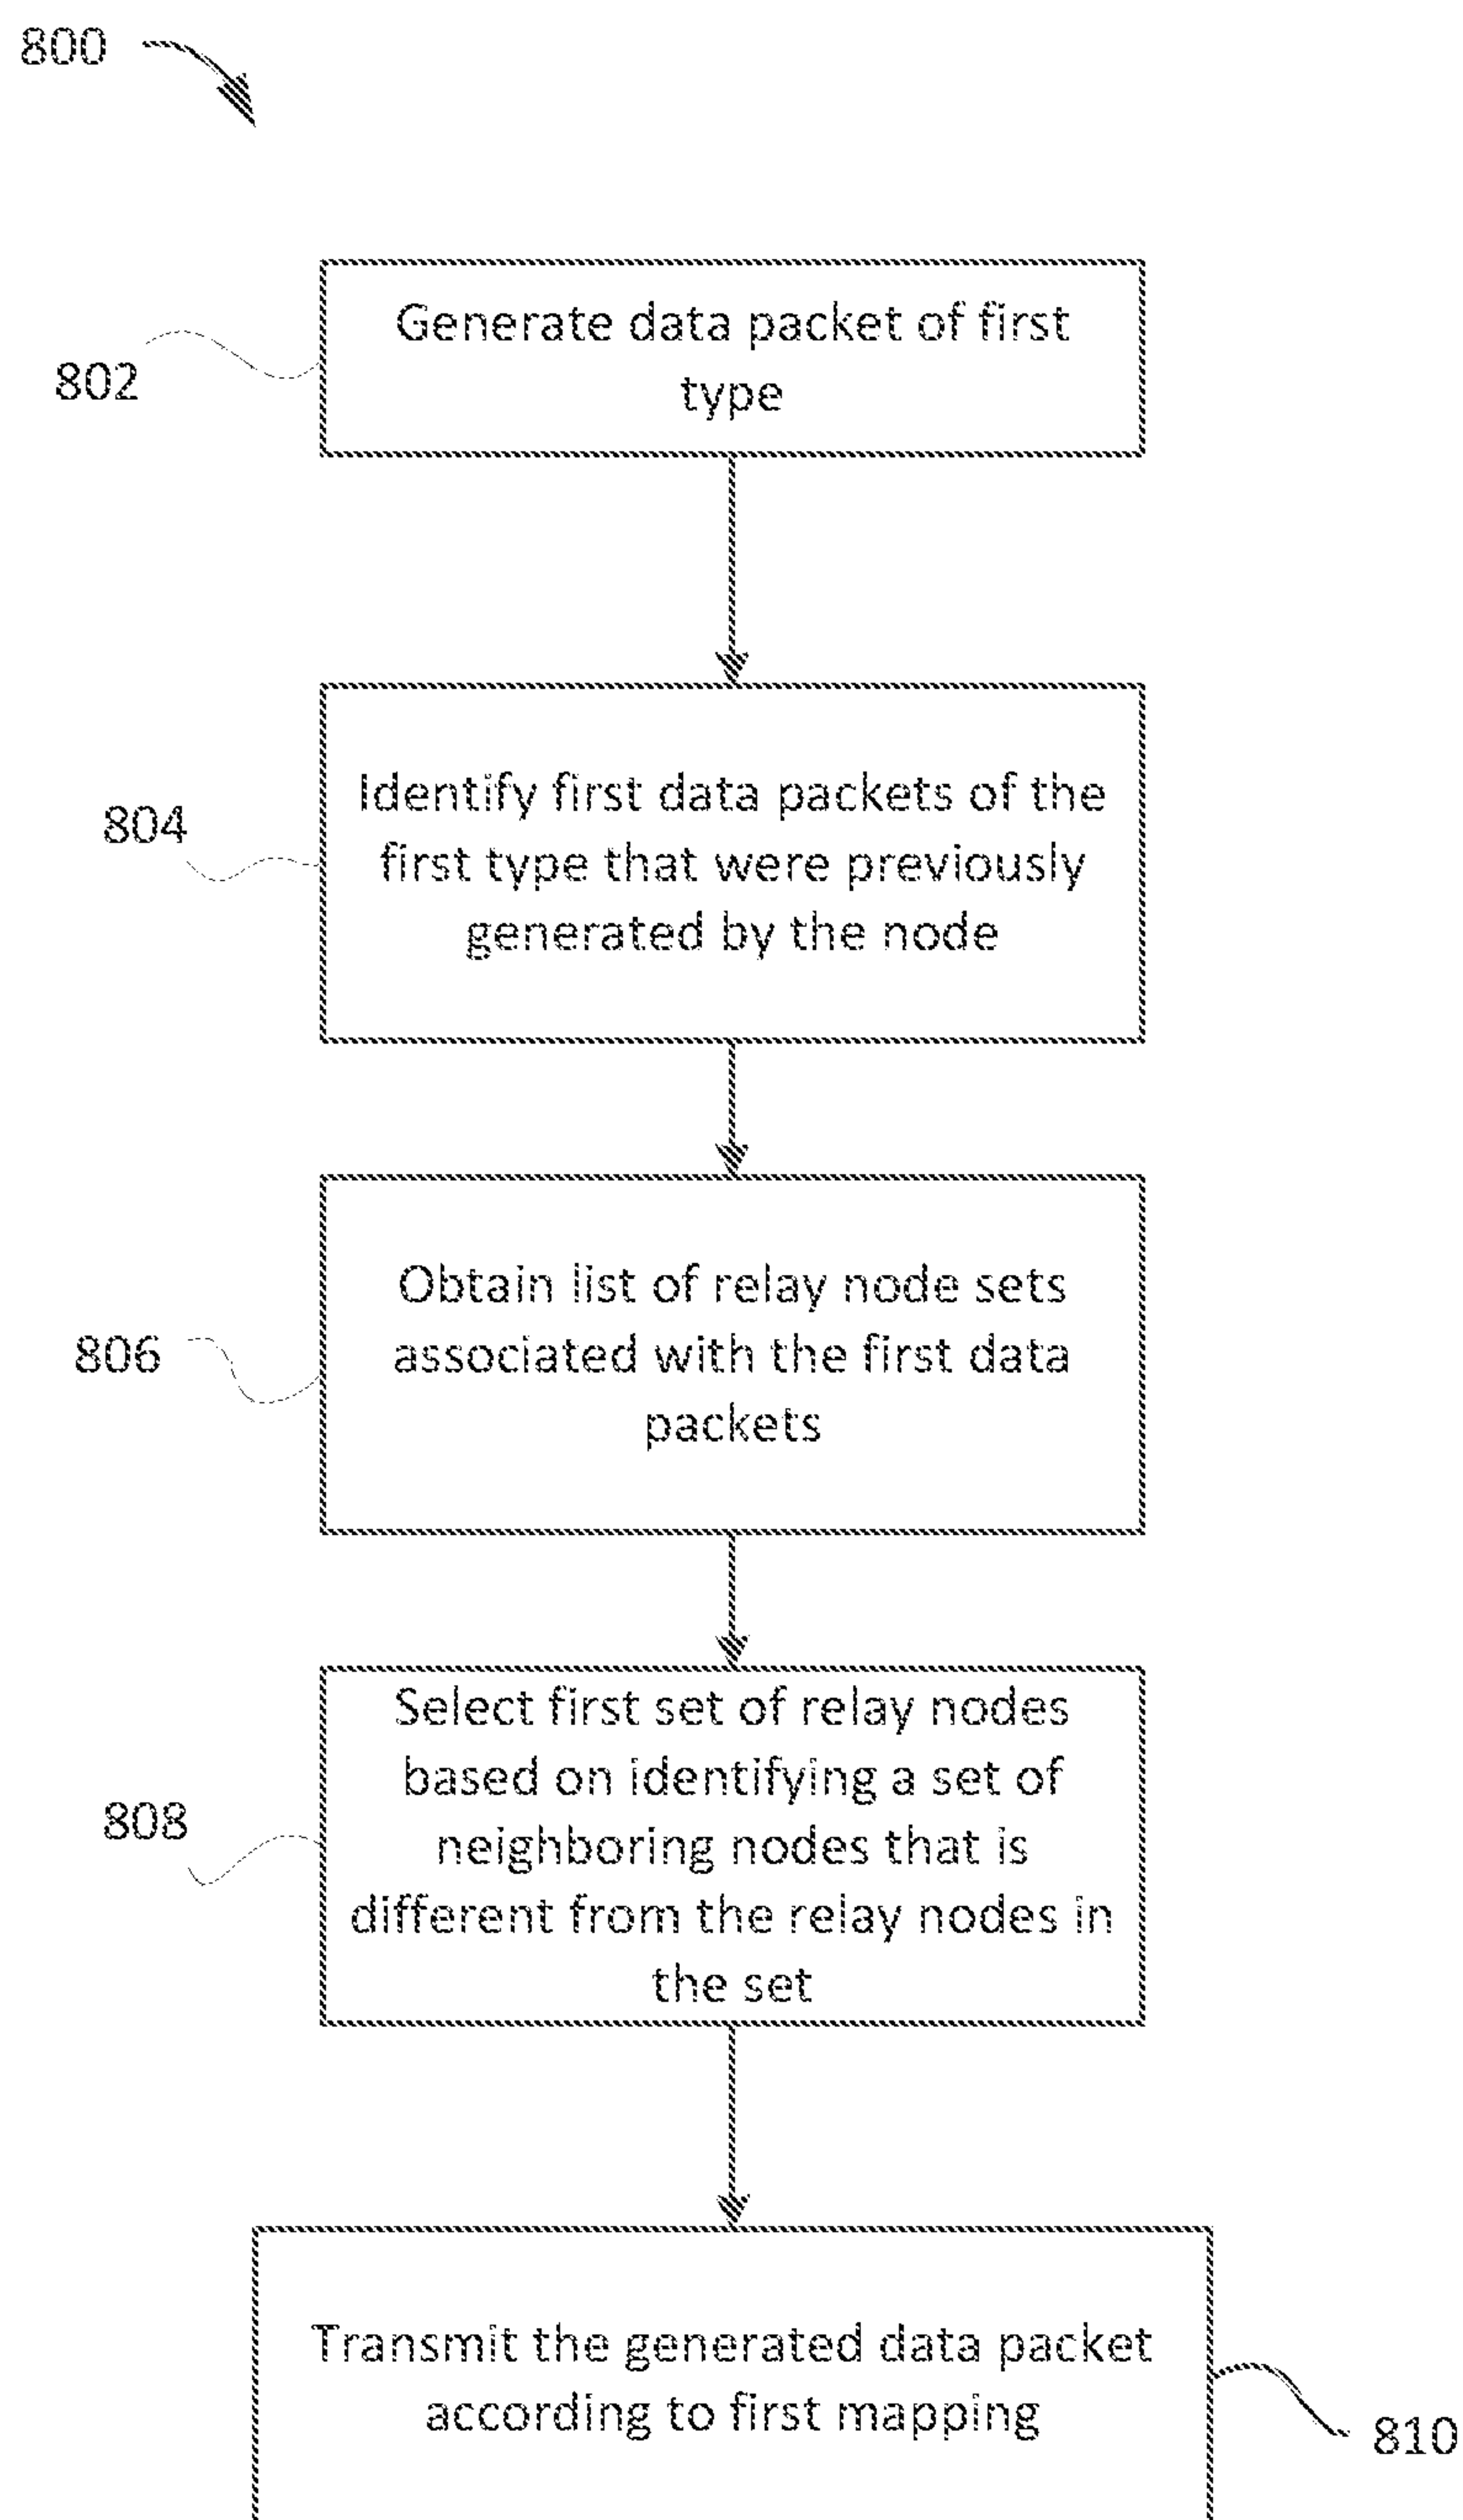 800
802
Generate data packet of first
type
804
Identify first data packets of the
first type that were previously
generated by the node
806
Obtain list of relay node sets
associated with the first data
packets
808
Select first set of relay nodes
based on identifying a set of
neighboring nodes that is
different from the relay nodes in
the set
Transmit the generated data packet
according to first mapping
810